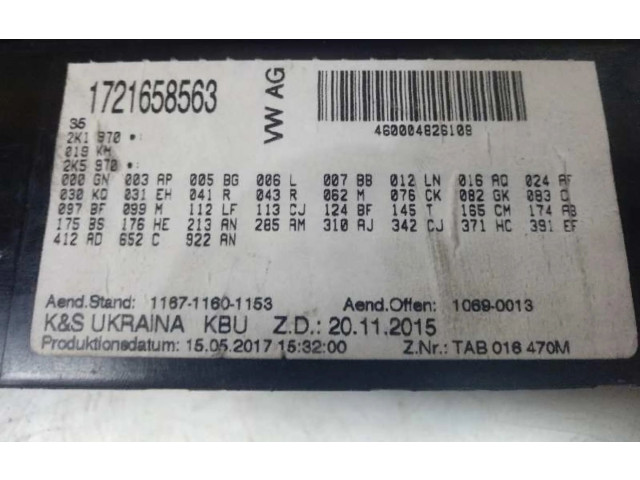 1721658563
VW AG
460004826109
35
2K1 970 *:
019 KM
2K5 970 *:
000 GN 003 AP 005 BG 006 L 007 BB 012 LN 016 AQ 024 AF
030 KQ 031 EH 041 R 043 R 062 M 076 CK 082 GK 083 C
097 BF 099 M 112 LF 113 CJ 124 BF 145 T 165 CM 174 AB
175 BS 176 HE 213 AN 285 AM 310 AJ 342 CJ 371 HC 391 EF
412 AD 652 C 922 AN
Aend.Stand: 1167-1160-1153 Aend.Offen: 1069-0013
K&S UKRAINA KBU Z.D.: 20.11.2015
Produktionsdatum: 15.05.2017 15:32:00 Z.Nr.: TAB 016 470M